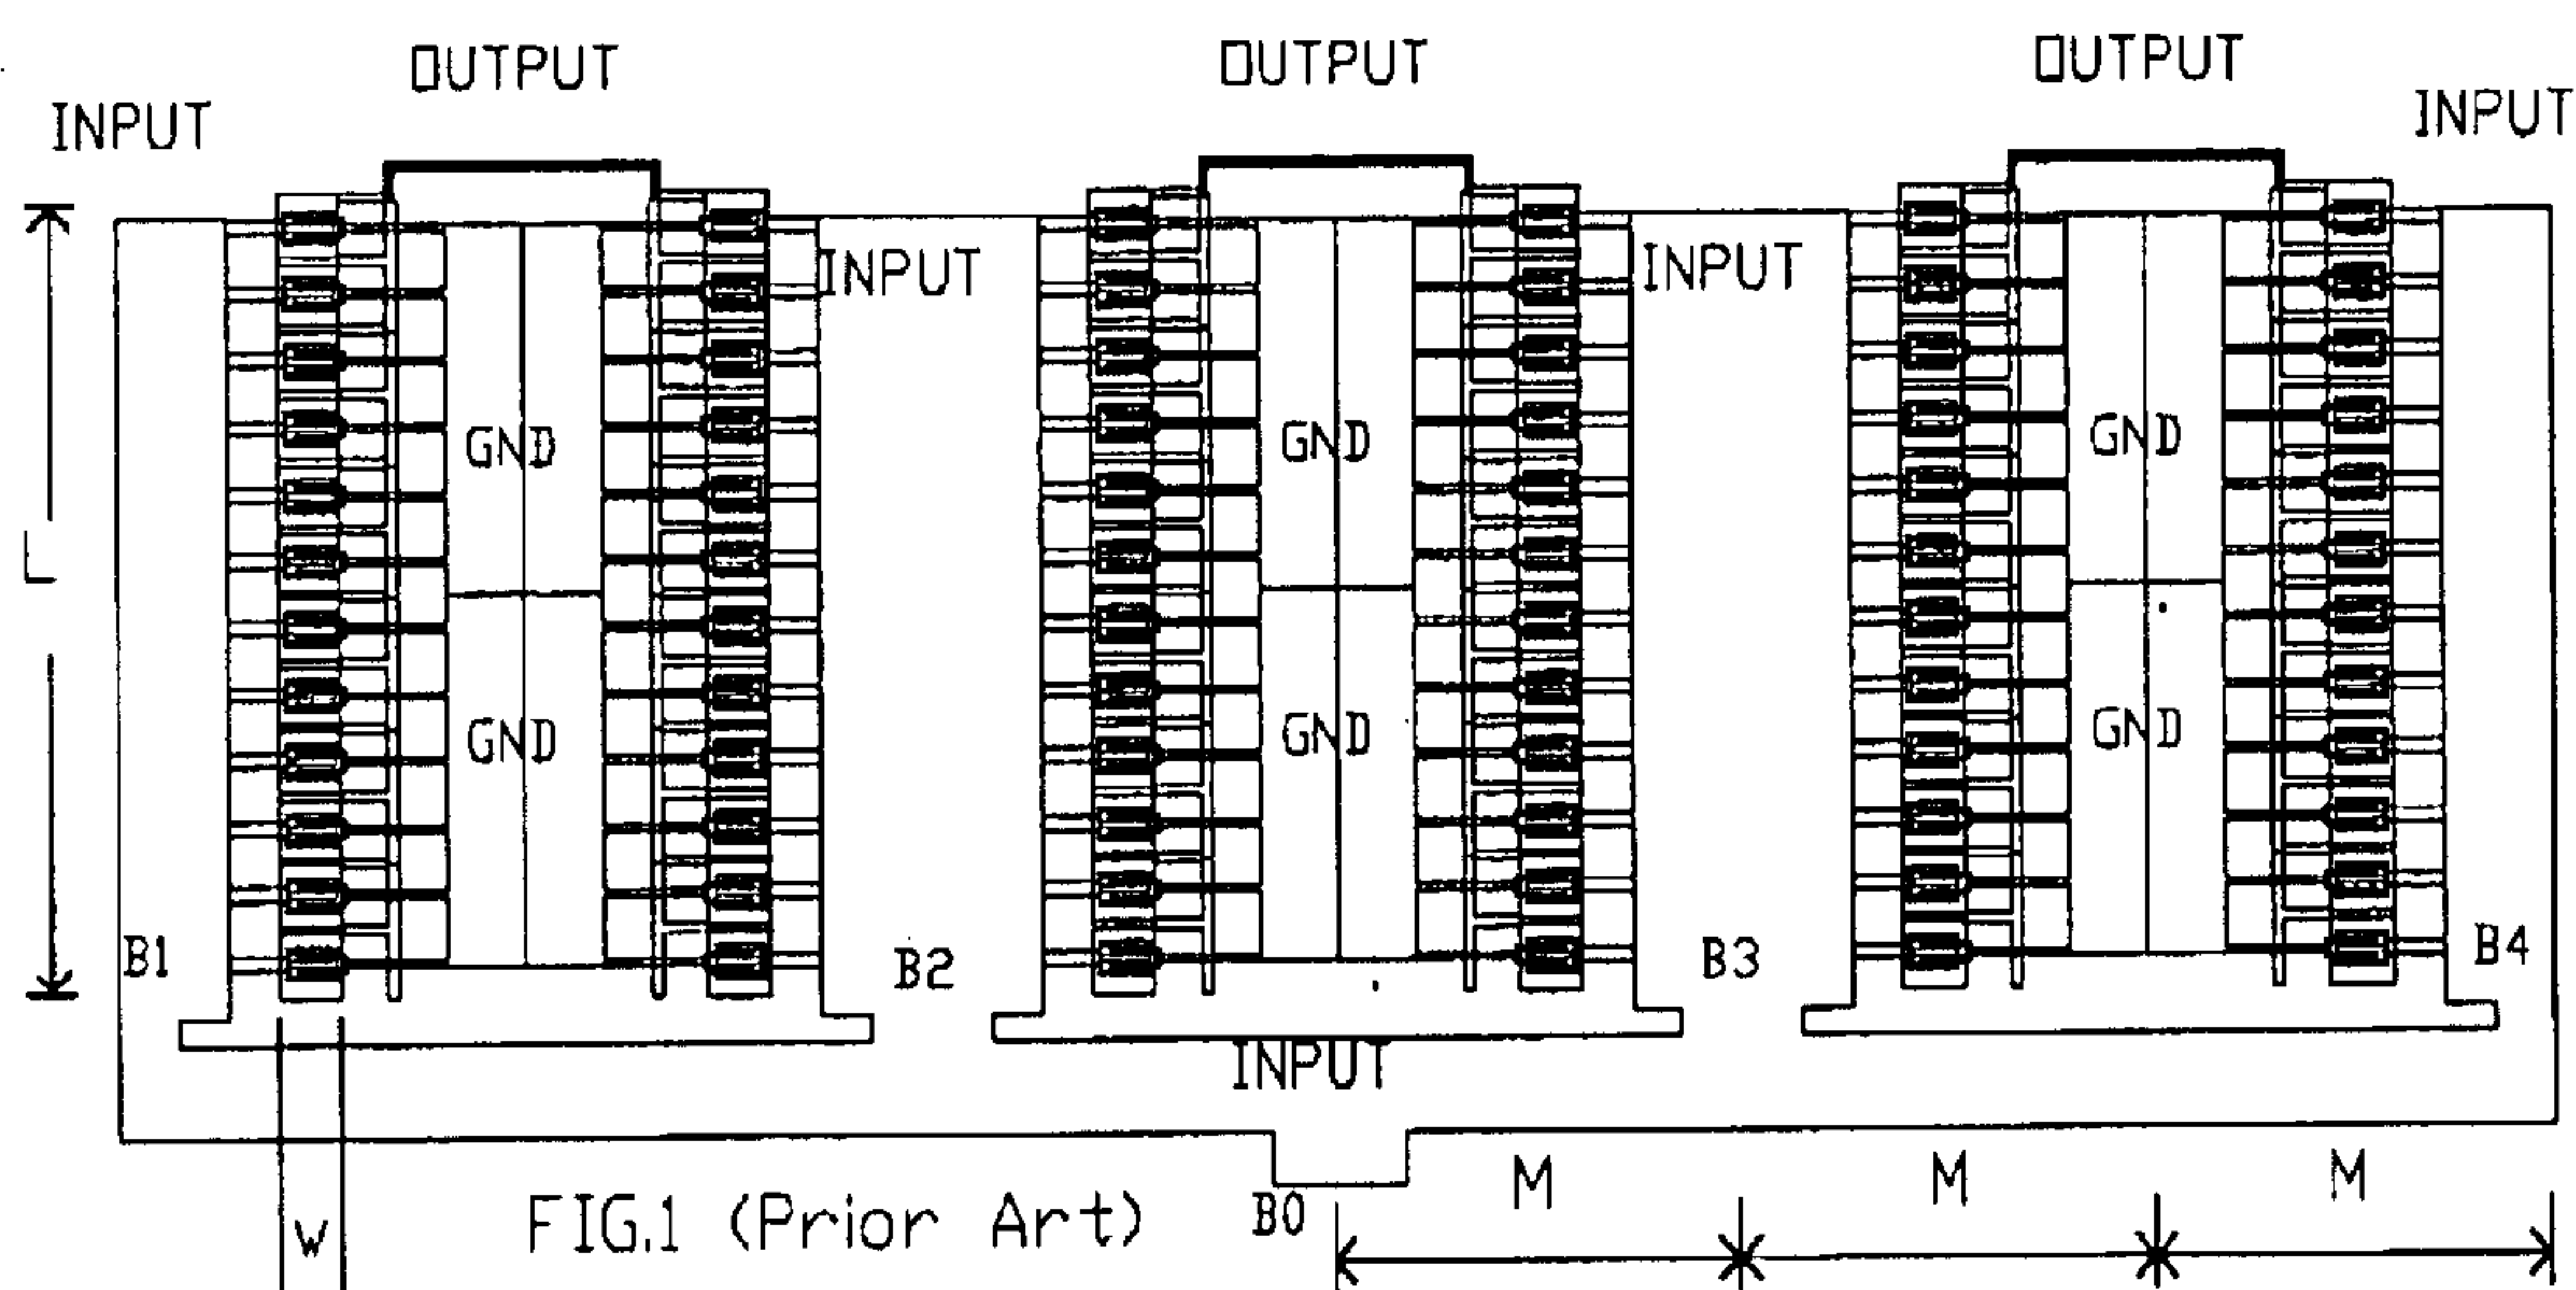 OUTPUT OUTPUT OUTPUT
INPUT INPUT
INPUT INPUT
GND GND GND
L
GND GND GND
B1 B2 B3 B4
INPUT
M M M
FIG.1 (Prior Art) B0
W